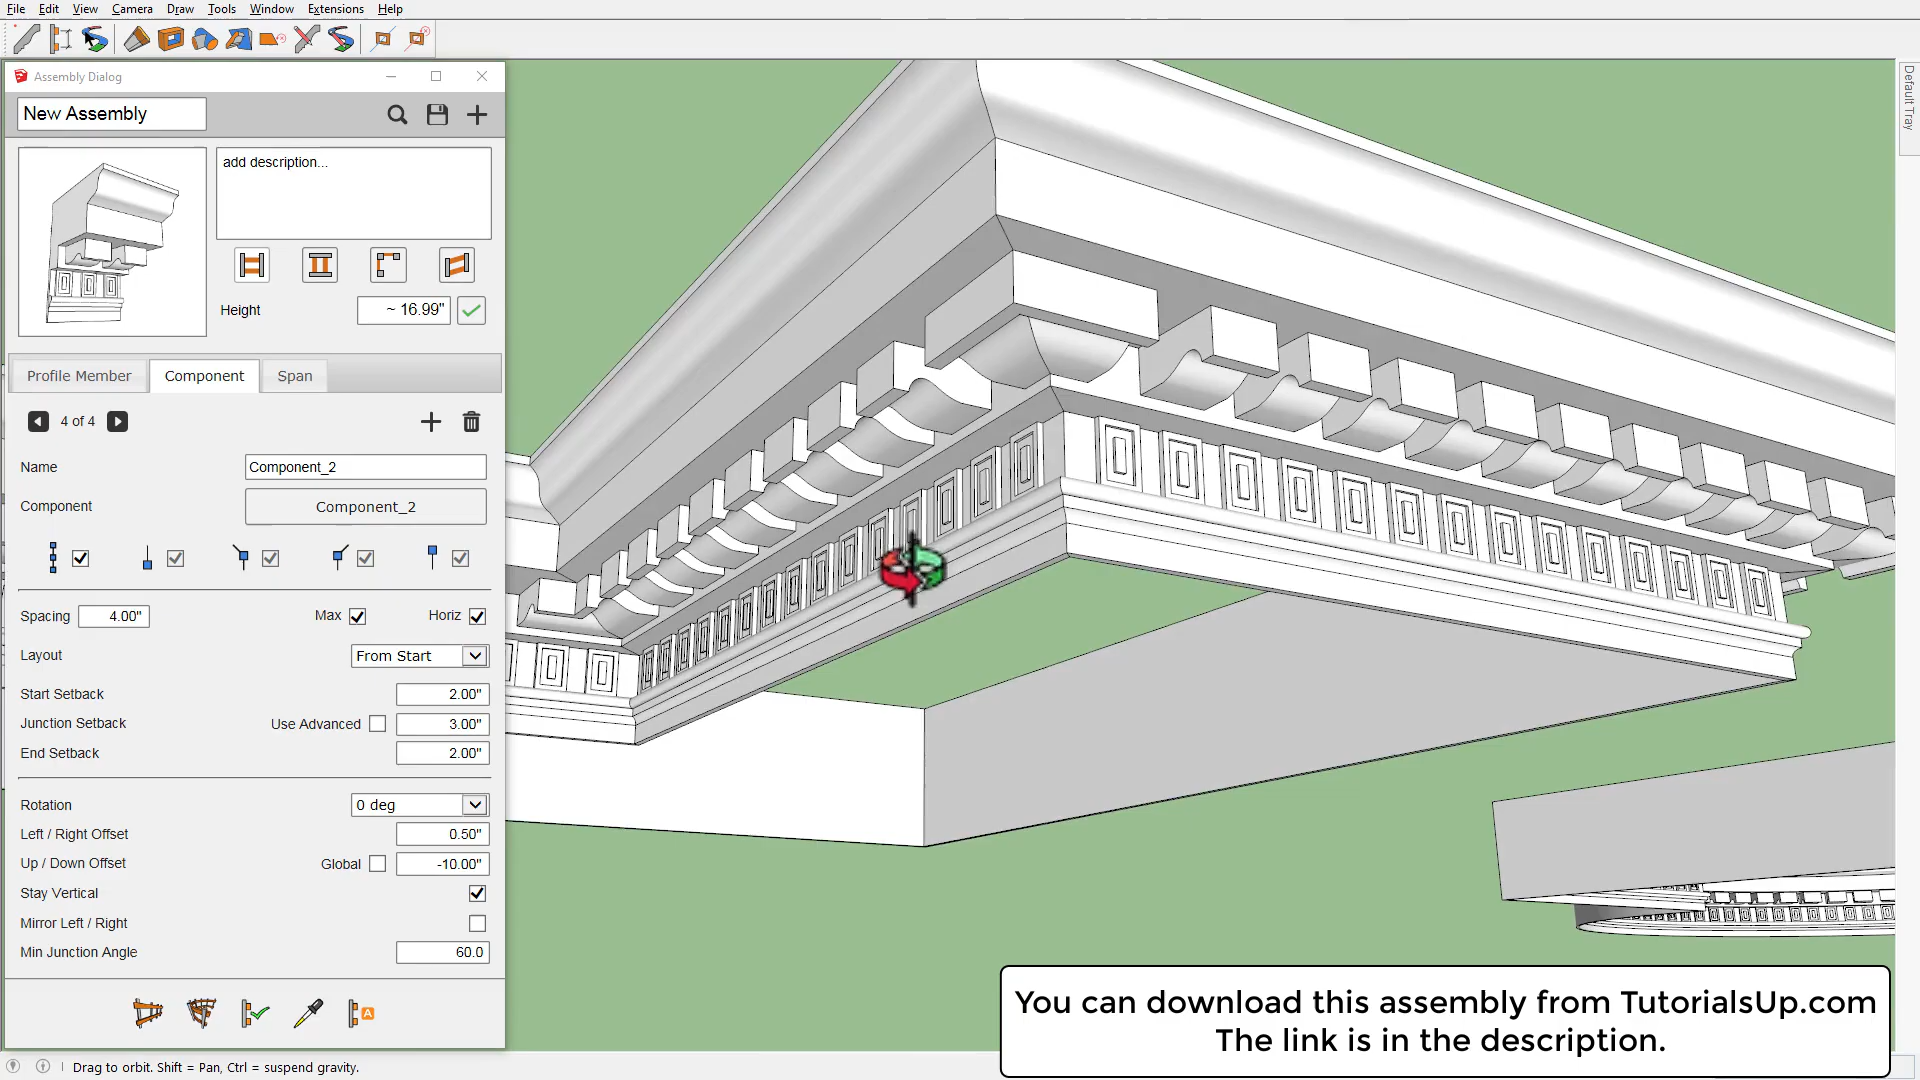 File Edit View Camera Draw Tools Window Extensions Help
Assembly Dialog
New Assembly
add description...
Height ~ 16.99"
Profile Member Component Span
4 of 4
Name Component_2
Component Component_2
Spacing 4.00" Max Horiz
Layout From Start
Start Setback 2.00"
Junction Setback Use Advanced 3.00"
End Setback 2.00"
Rotation 0 deg
Left / Right Offset 0.50"
Up / Down Offset Global -10.00"
Stay Vertical
Mirror Left / Right
Min Junction Angle 60.0
A
Default Tray
You can download this assembly from TutorialsUp.com
The link is in the description.
Drag to orbit. Shift = Pan, Ctrl = suspend gravity.